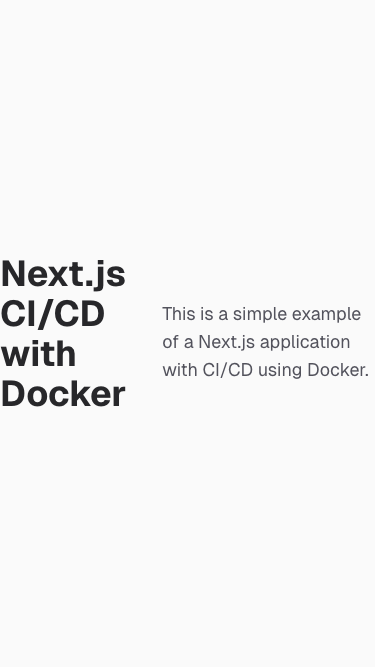 Next.js
CI/CD
with
Docker
This is a simple example
of a Next.js application
with CI/CD using Docker.